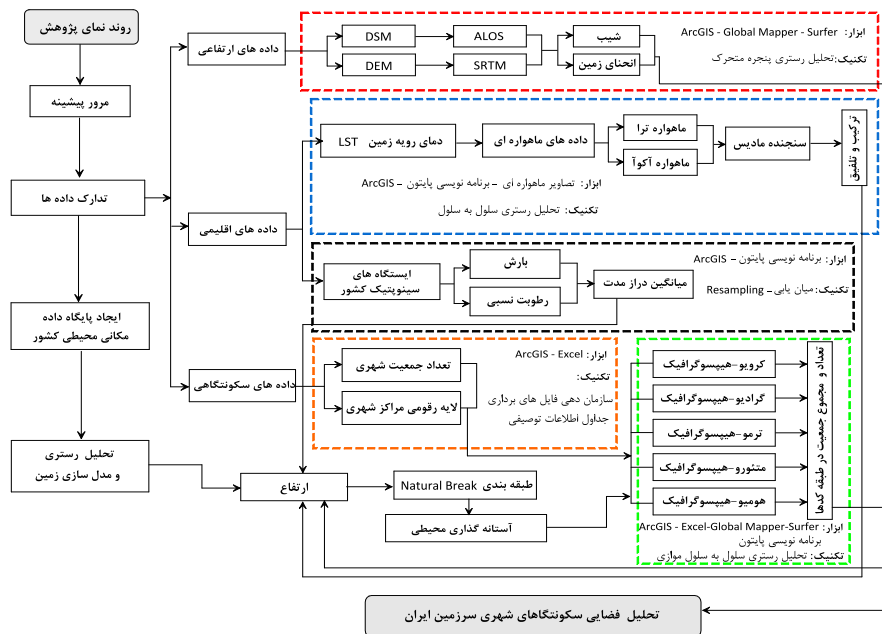 روند نمای پژوهش
مرور پیشینه
تدارک داده ها
ایجاد پایگاه داده
مکانی محیطی کشور
تحلیل رستری
و مدل سازی زمین
داده های ارتفاعی
داده های اقلیمی
داده های سکونتگاهی
DSM
ALOS
DEM
SRTM
شیب
انحنای زمین
ابزار: ArcGIS - Global Mapper - Surfer
تکنیک:تحلیل رستری پنجره متحرک
دمای رویه زمین LST
داده های ماهواره ای
ماهواره ترا
ماهواره آکوآ
سنجنده مادیس
ترکیب و تلفیق
ابزار: تصاویر ماهواره ای – برنامه نویسی پایتون – ArcGIS
تکنیک: تحلیل رستری سلول به سلول
ایستگاه های
سینوپتیک کشور
بارش
رطوبت نسبی
میانگین دراز مدت
ابزار: برنامه نویسی پایتون – ArcGIS
تکنیک: میان یابی– Resampling
تعداد جمعیت شهری
لایه رقومی مراکز شهری
ابزار: ArcGIS - Excel
تکنیک:
سازمان دهی فایل های برداری
جداول اطلاعات توصیفی
کرویو-هیپسوگرافیک
گرادیو-هیپسوگرافیک
ترمو-هیپسوگرافیک
متئورو-هیپسوگرافیک
هومیو-هیپسوگرافیک
تعداد و مجموع جمعیت در طبقه کدها
ابزار: ArcGIS - Excel-Global Mapper-Surfer
برنامه نویسی پایتون
تکنیک: تحلیل رستری سلول به سلول موازی
ارتفاع
طبقه بندی Natural Break
آستانه گذاری محیطی
تحلیل فضایی سکونتگاهای شهری سرزمین ایران